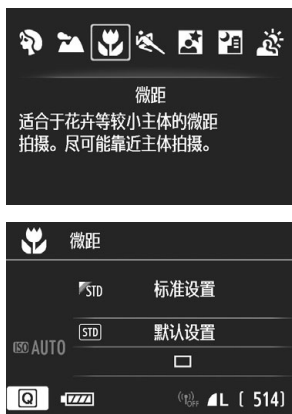 微距
适合于花卉等较小主体的微距
拍摄。尽可能靠近主体拍摄。
微距
STD 标准设置
STD 默认设置
ISO AUTO
Q OFF L [ 514]